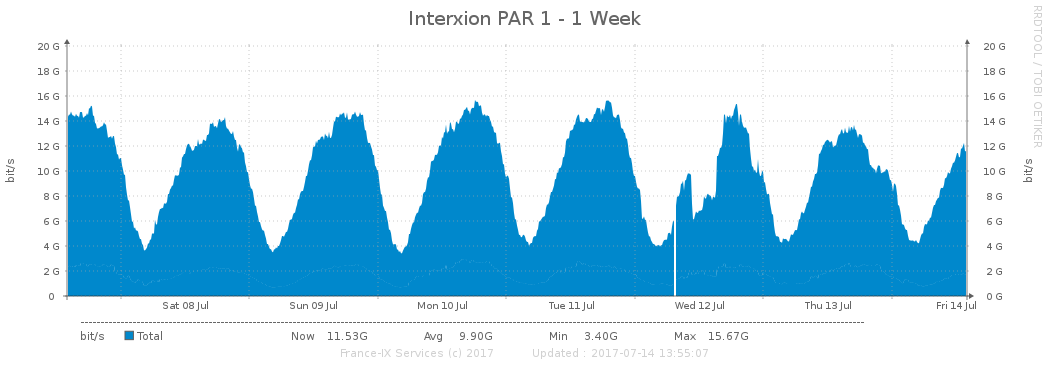 Interxion PAR 1 - 1 Week
RRDTOOL / TOBI OETIKER
20 G 20 G
18 G 18 G
16 G 16 G
14 G 14 G
12 G 12 G
10 G 10 G
8 G 8 G
6 G 6 G
4 G 4 G
2 G 2 G
0 0 G
bit/s bit/s
Sat 08 Jul Sun 09 Jul Mon 10 Jul Tue 11 Jul Wed 12 Jul Thu 13 Jul Fri 14 Jul
bit/s Total Now 11.53G Avg 9.90G Min 3.40G Max 15.67G
France-IX Services (c) 2017 Updated : 2017-07-14 13:55:07